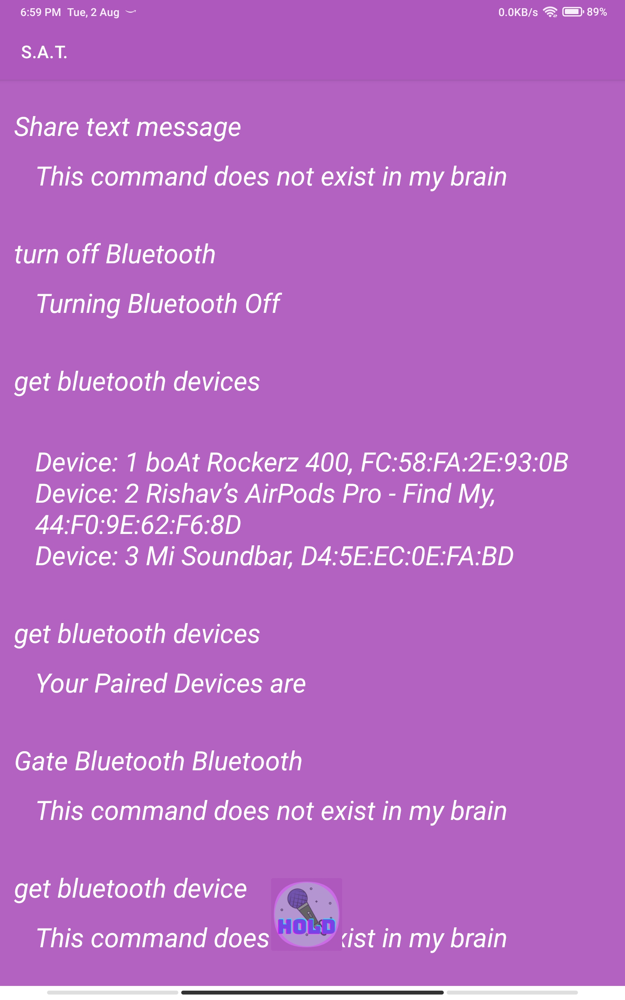 6:59 PM Tue, 2 Aug
0.0KB/s 89%
S.A.T.
Share text message
This command does not exist in my brain
turn off Bluetooth
Turning Bluetooth Off
get bluetooth devices
Device: 1 boAt Rockerz 400, FC:58:FA:2E:93:0B
Device: 2 Rishav’s AirPods Pro - Find My,
44:F0:9E:62:F6:8D
Device: 3 Mi Soundbar, D4:5E:EC:0E:FA:BD
get bluetooth devices
Your Paired Devices are
Gate Bluetooth Bluetooth
This command does not exist in my brain
get bluetooth device
HOLD
This command does xist in my brain